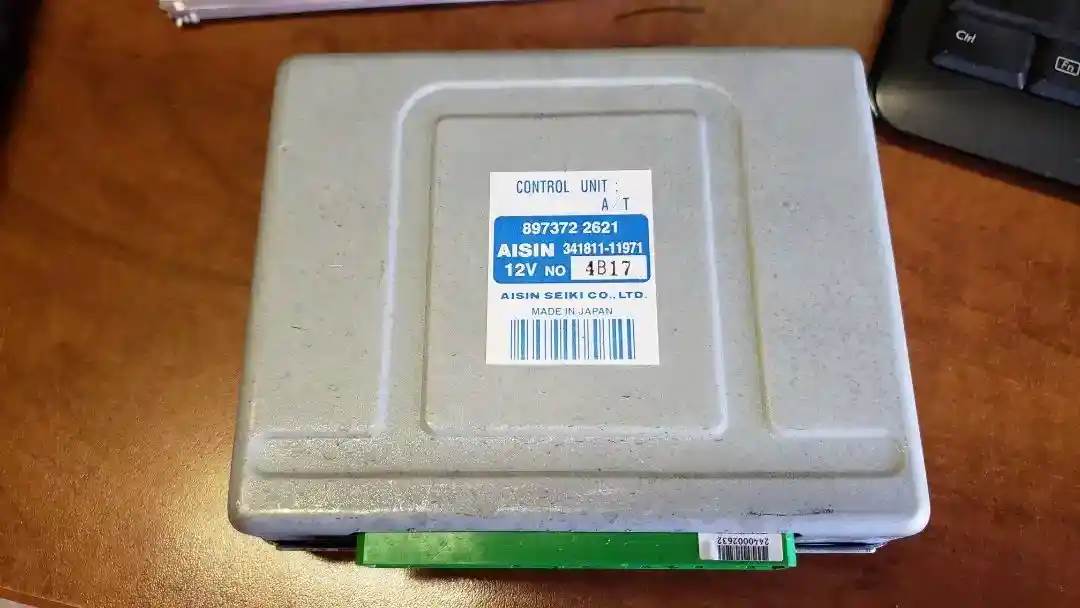 Ctrl
Fn
CONTROL UNIT :
A/T
897372 2621
AISIN 341811-11971
12V NO 4B17
AISIN SEIKI CO., LTD.
MADE IN JAPAN
2440002632